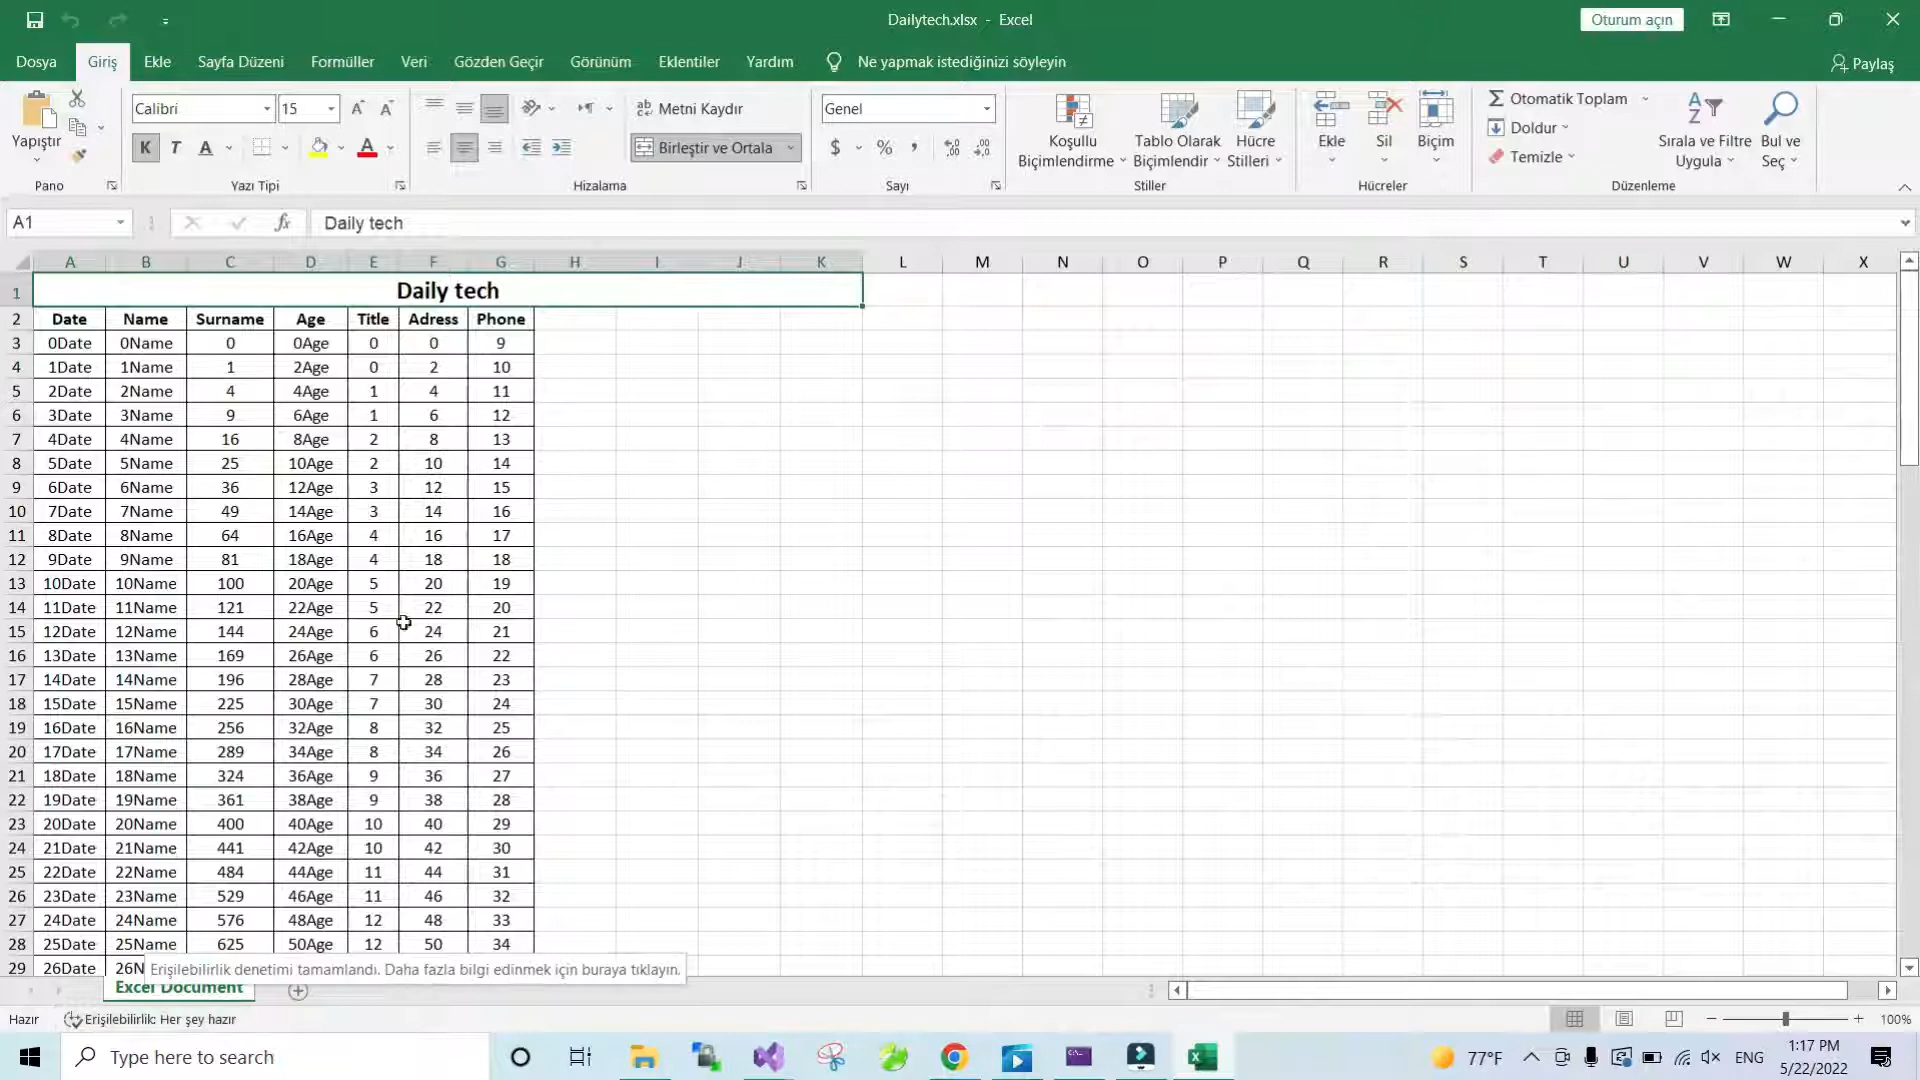 Dailytech.xlsx - Excel
Oturum açın
Dosya Giriş Ekle Sayfa Düzeni Formüller Veri Gözden Geçir Görünüm Eklentiler Yardım Ne yapmak istediğinizi söyleyin Paylaş
Yapıştır
Pano
Calibri 15
K T A A
Yazı Tipi
Metni Kaydır
Birleştir ve Ortala
Hizalama
Genel
$ % ,
Sayı
Koşullu Biçimlendirme
Tablo Olarak Biçimlendir
Hücre Stilleri
Stiller
Ekle Sil Biçim
Hücreler
Otomatik Toplam
Doldur
Temizle
Sırala ve Filtre Uygula
Bul ve Seç
Düzenleme
A1 fx Daily tech
A B C D E F G H I J K L M N O P Q R S T U V W X
1 Daily tech
2 Date Name Surname Age Title Adress Phone
3 0Date 0Name 0 0Age 0 0 9
4 1Date 1Name 1 2Age 0 2 10
5 2Date 2Name 4 4Age 1 4 11
6 3Date 3Name 9 6Age 1 6 12
7 4Date 4Name 16 8Age 2 8 13
8 5Date 5Name 25 10Age 2 10 14
9 6Date 6Name 36 12Age 3 12 15
10 7Date 7Name 49 14Age 3 14 16
11 8Date 8Name 64 16Age 4 16 17
12 9Date 9Name 81 18Age 4 18 18
13 10Date 10Name 100 20Age 5 20 19
14 11Date 11Name 121 22Age 5 22 20
15 12Date 12Name 144 24Age 6 24 21
16 13Date 13Name 169 26Age 6 26 22
17 14Date 14Name 196 28Age 7 28 23
18 15Date 15Name 225 30Age 7 30 24
19 16Date 16Name 256 32Age 8 32 25
20 17Date 17Name 289 34Age 8 34 26
21 18Date 18Name 324 36Age 9 36 27
22 19Date 19Name 361 38Age 9 38 28
23 20Date 20Name 400 40Age 10 40 29
24 21Date 21Name 441 42Age 10 42 30
25 22Date 22Name 484 44Age 11 44 31
26 23Date 23Name 529 46Age 11 46 32
27 24Date 24Name 576 48Age 12 48 33
28 25Date 25Name 625 50Age 12 50 34
29 26Date 26N
Erişilebilirlik denetimi tamamlandı. Daha fazla bilgi edinmek için buraya tıklayın.
Excel Document
Hazır Erişilebilirlik: Her şey hazır 100%
Type here to search
77°F ENG
1:17 PM
5/22/2022